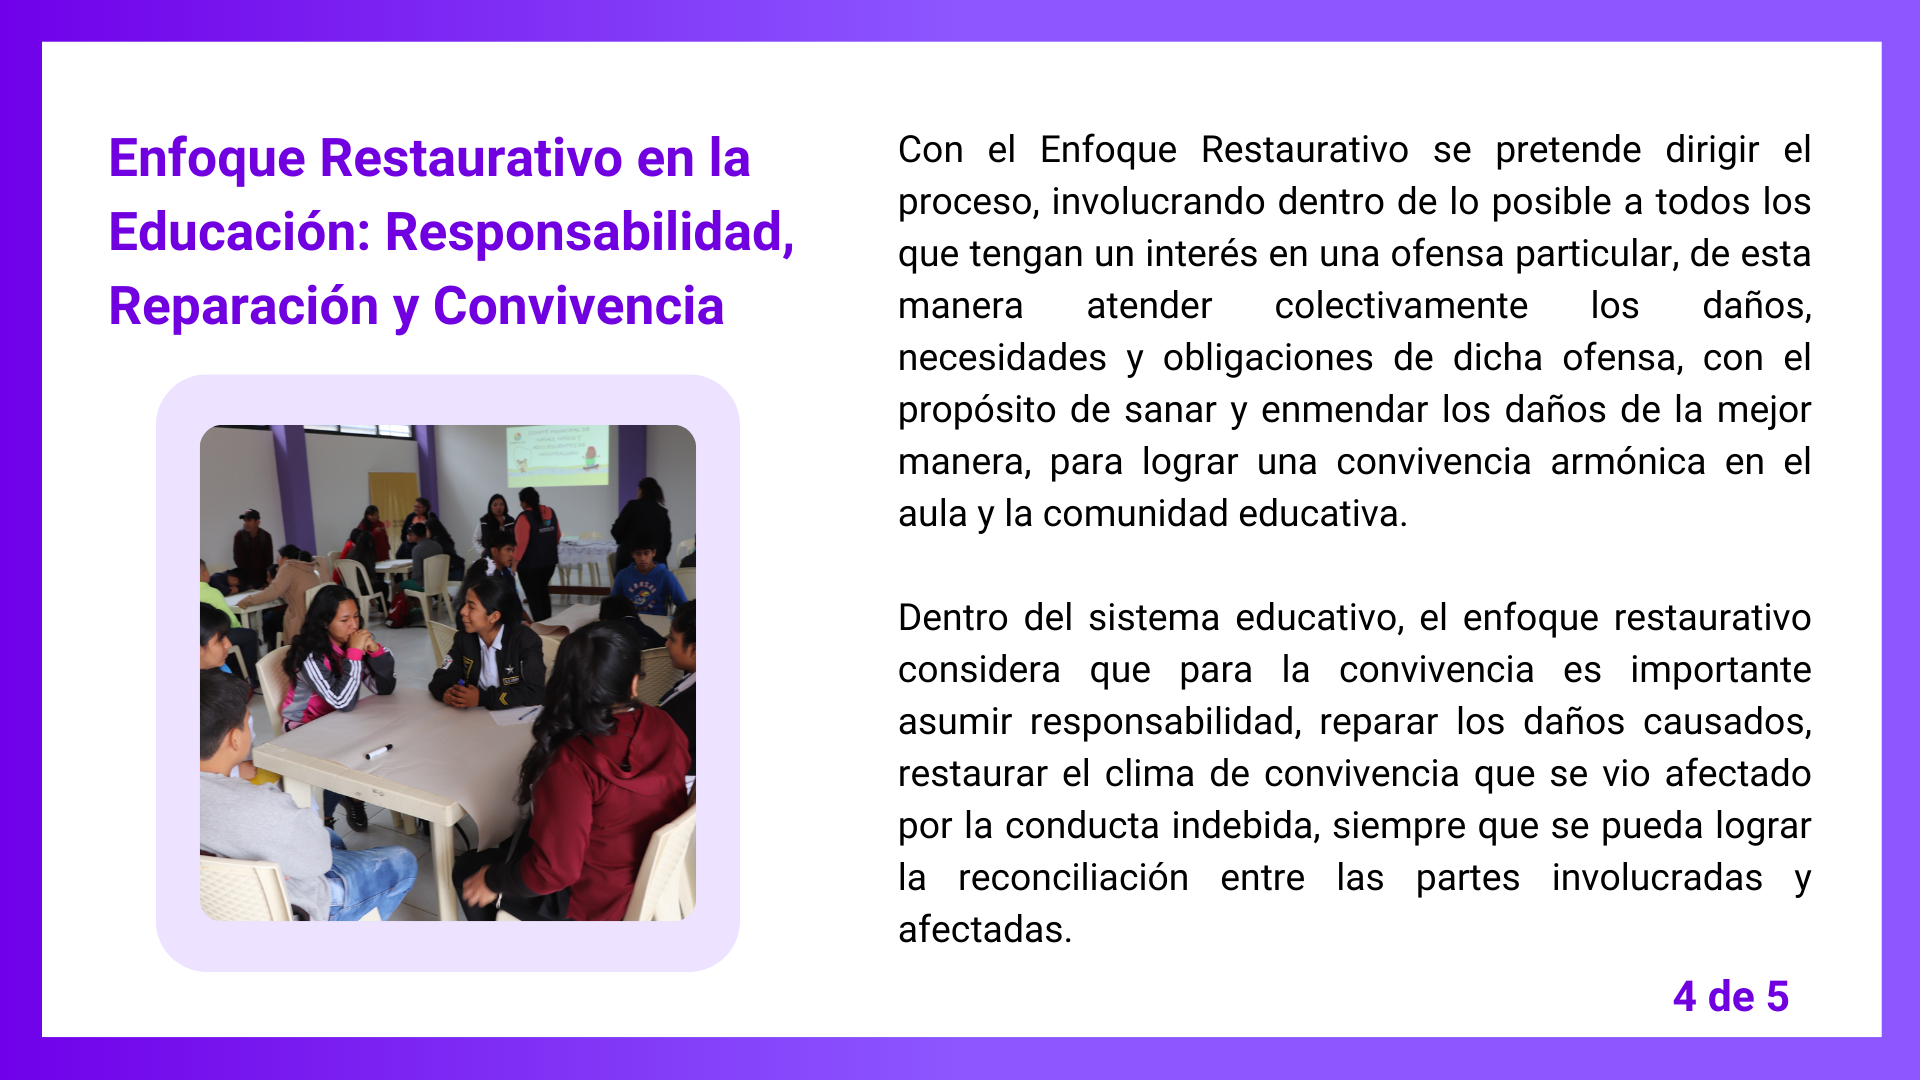 Enfoque Restaurativo en la
Educación: Responsabilidad,
Reparación y Convivencia
Con el Enfoque Restaurativo se pretende dirigir el
proceso, involucrando dentro de lo posible a todos los
que tengan un interés en una ofensa particular, de esta
manera atender colectivamente los daños,
necesidades y obligaciones de dicha ofensa, con el
propósito de sanar y enmendar los daños de la mejor
manera, para lograr una convivencia armónica en el
aula y la comunidad educativa.
Dentro del sistema educativo, el enfoque restaurativo
considera que para la convivencia es importante
asumir responsabilidad, reparar los daños causados,
restaurar el clima de convivencia que se vio afectado
por la conducta indebida, siempre que se pueda lograr
la reconciliación entre las partes involucradas y
afectadas.
4 de 5